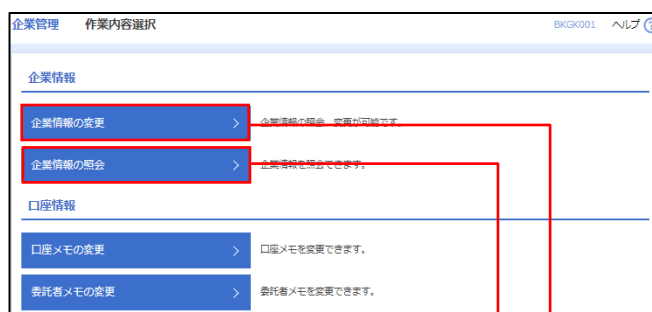 企業管理 作業内容選択 BKGK001 ヘルプ
企業情報
企業情報の変更 企業情報の照会、変更が可能です。
企業情報の照会 企業情報を照会できます。
口座情報
口座メモの変更 口座メモを変更できます。
委託者メモの変更 委託者メモを変更できます。